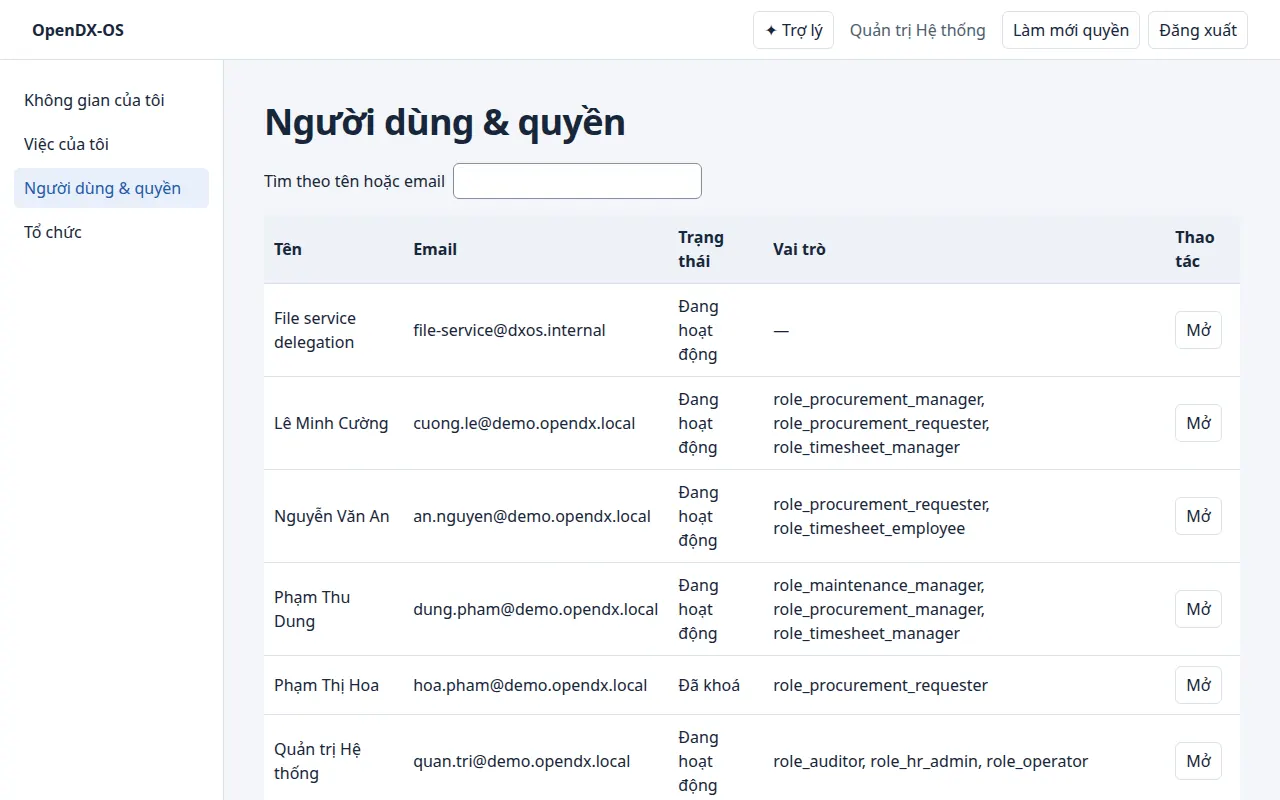 OpenDX-OS
✦ Trợ lý
Quản trị Hệ thống
Làm mới quyền
Đăng xuất
Không gian của tôi
Việc của tôi
Người dùng & quyền
Tổ chức
Người dùng & quyền
Tìm theo tên hoặc email
Tên
Email
Trạng
thái
Vai trò
Thao
tác
File service
delegation
file-service@dxos.internal
Đang
hoạt
động
—
Mở
Lê Minh Cường
cuong.le@demo.opendx.local
Đang
hoạt
động
role_procurement_manager,
role_procurement_requester,
role_timesheet_manager
Mở
Nguyễn Văn An
an.nguyen@demo.opendx.local
Đang
hoạt
động
role_procurement_requester,
role_timesheet_employee
Mở
Phạm Thu
Dung
dung.pham@demo.opendx.local
Đang
hoạt
động
role_maintenance_manager,
role_procurement_manager,
role_timesheet_manager
Mở
Phạm Thị Hoa
hoa.pham@demo.opendx.local
Đã khoá
role_procurement_requester
Mở
Quản trị Hệ
thống
quan.tri@demo.opendx.local
Đang
hoạt
động
role_auditor, role_hr_admin, role_operator
Mở